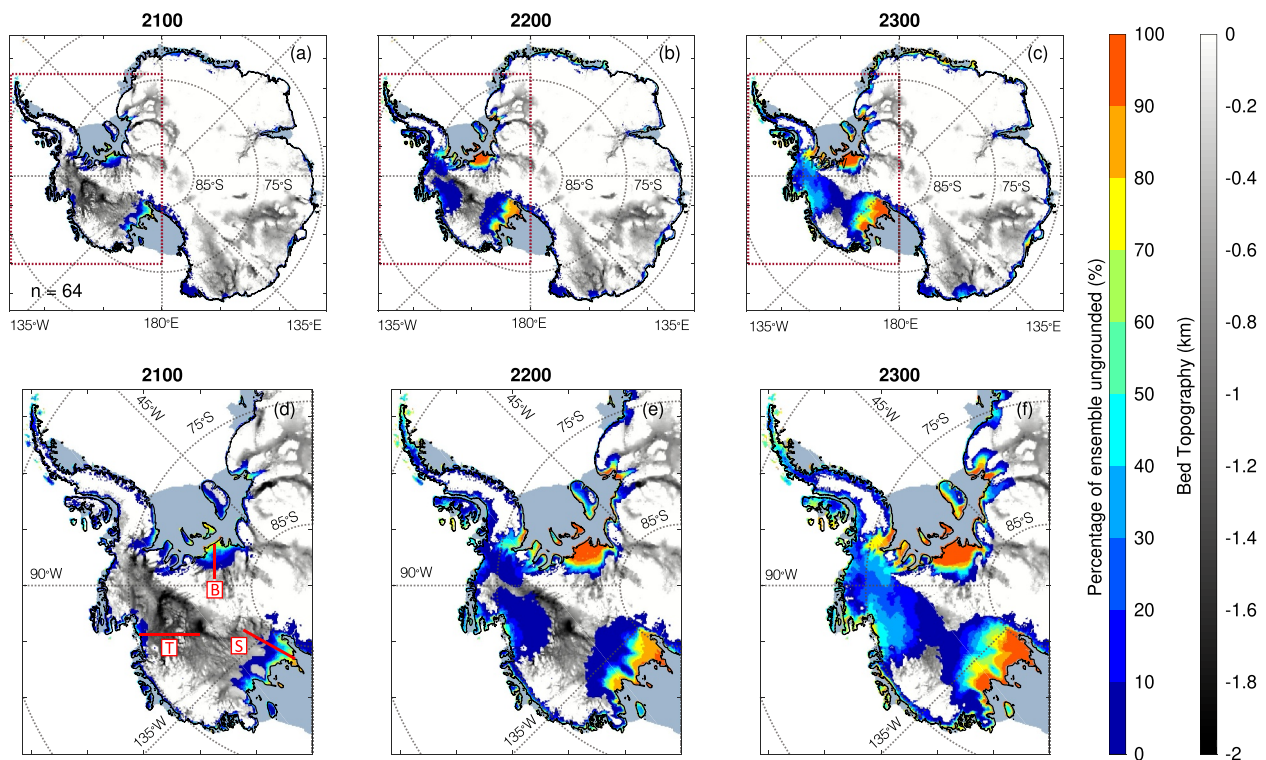 2100
2200
2300
(a)
(b)
(c)
85°S
75°S
85°S
75°S
85°S
75°S
n = 64
135°W
180°E
135°E
135°W
180°E
135°E
135°W
180°E
135°E
2100
2200
2300
(d)
(e)
(f)
45°W
75°S
85°S
90°W
135°W
B
T
S
45°W
75°S
85°S
90°W
135°W
45°W
75°S
85°S
90°W
135°W
Percentage of ensemble ungrounded (%)
100
90
80
70
60
50
40
30
20
10
0
Bed Topography (km)
0
-0.2
-0.4
-0.6
-0.8
-1
-1.2
-1.4
-1.6
-1.8
-2